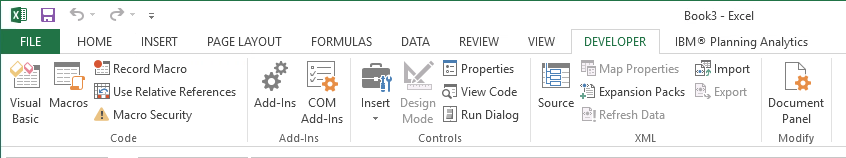 Book3 - Excel
FILE HOME INSERT PAGE LAYOUT FORMULAS DATA REVIEW VIEW DEVELOPER IBM® Planning Analytics
Visual Basic
Macros
Record Macro
Use Relative References
Macro Security
Code
Add-Ins
COM Add-Ins
Add-Ins
Insert
Design Mode
Properties
View Code
Run Dialog
Controls
Source
Map Properties
Expansion Packs
Refresh Data
Import
Export
XML
Document Panel
Modify